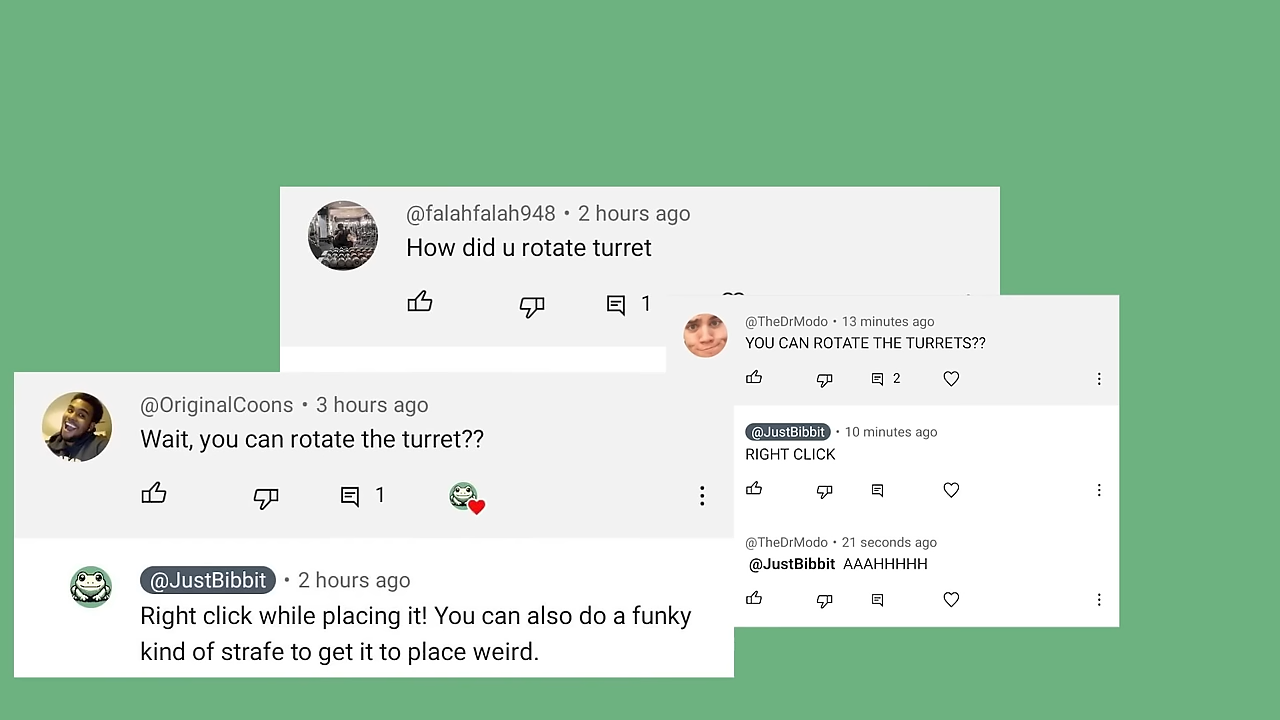 @falahfalah948 • 2 hours ago
How did u rotate turret
1
@TheDrModo • 13 minutes ago
YOU CAN ROTATE THE TURRETS??
2
@JustBibbit • 10 minutes ago
RIGHT CLICK
@TheDrModo • 21 seconds ago
@JustBibbit AAAHHHHH
@OriginalCoons • 3 hours ago
Wait, you can rotate the turret??
1
@JustBibbit • 2 hours ago
Right click while placing it! You can also do a funky
kind of strafe to get it to place weird.